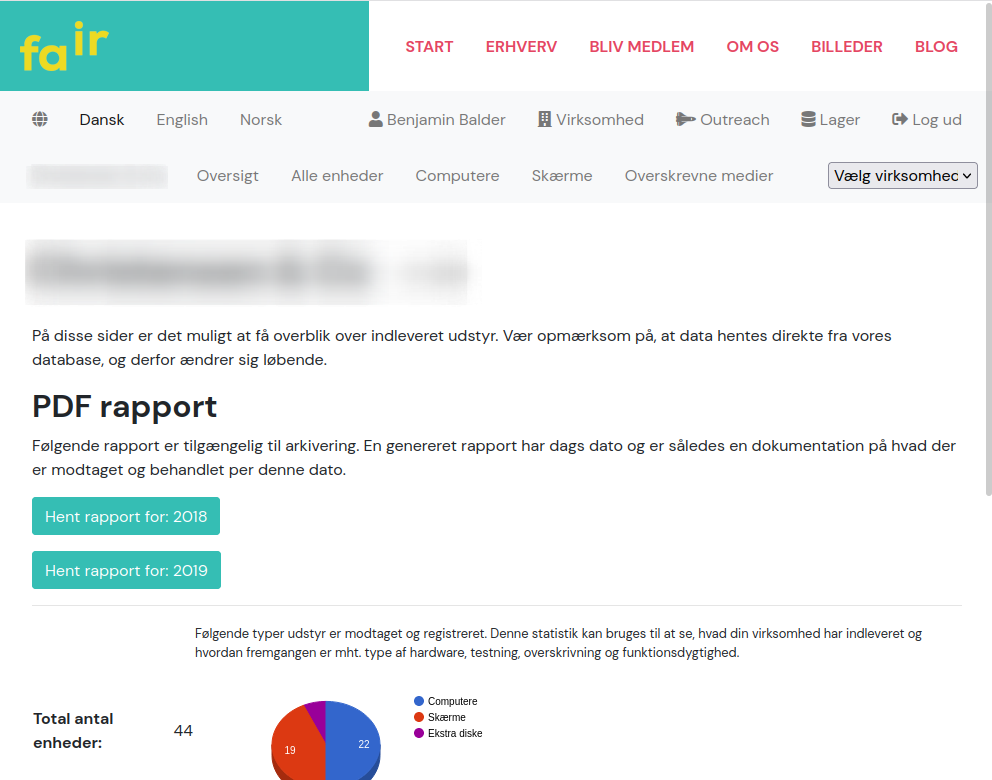 fair
START ERHVERV BLIV MEDLEM OM OS BILLEDER BLOG
Dansk English Norsk Benjamin Balder Virksomhed Outreach Lager Log ud
Oversigt Alle enheder Computere Skærme Overskrevne medier Vælg virksomhec
På disse sider er det muligt at få overblik over indleveret udstyr. Vær opmærksom på, at data hentes direkte fra vores
database, og derfor ændrer sig løbende.
PDF rapport
Følgende rapport er tilgængelig til arkivering. En genereret rapport har dags dato og er således en dokumentation på hvad der
er modtaget og behandlet per denne dato.
Hent rapport for: 2018
Hent rapport for: 2019
Følgende typer udstyr er modtaget og registreret. Denne statistik kan bruges til at se, hvad din virksomhed har indleveret og
hvordan fremgangen er mht. type af hardware, testning, overskrivning og funktionsdygtighed.
Total antal
enheder:
44
19
22
Computere
Skærme
Ekstra diske